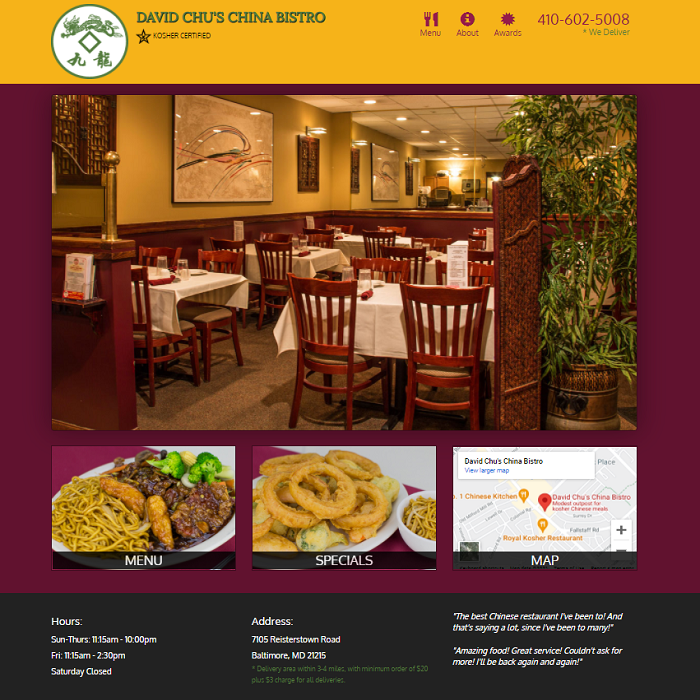 DAVID CHU'S CHINA BISTRO
KOSHER CERTIFIED
九 龍
Menu
About
Awards
410-602-5008
* We Deliver
MENU
SPECIALS
David Chu's China Bistro
View larger map
Place
1 Chinese Kitchen
David Chu's China Bistro
Modest outpost for
kosher Chinese meals
Fallstaff Rd
Royal Kosher Restaurant
+
MAP
Hours:
Sun-Thurs: 11:15am - 10:00pm
Fri: 11:15am - 2:30pm
Saturday Closed
Address:
7105 Reisterstown Road
Baltimore, MD 21215
* Delivery area within 3-4 miles, with minimum order of $20
plus $3 charge for all deliveries.
"The best Chinese restaurant I've been to! And
that's saying a lot, since I've been to many!"
"Amazing food! Great service! Couldn't ask for
more! I'll be back again and again!"